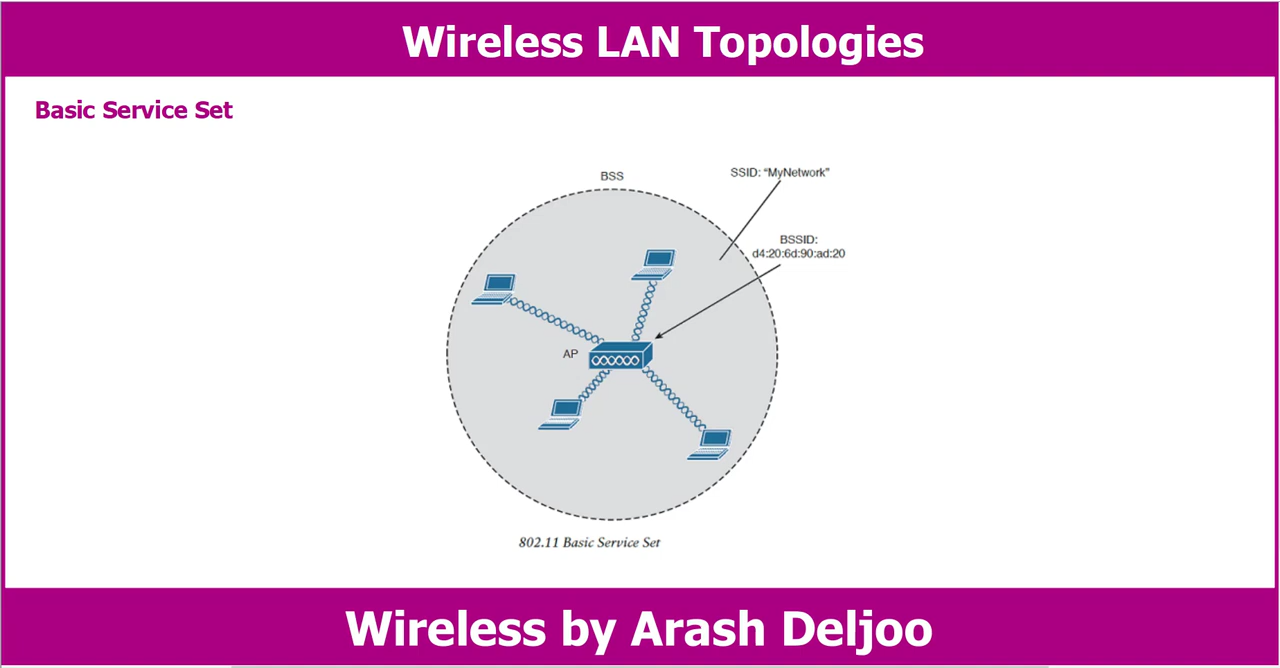 Wireless LAN Topologies
Basic Service Set
BSS
SSID: “MyNetwork”
BSSID:
d4:20:6d:90:ad:20
AP
802.11 Basic Service Set
Wireless by Arash Deljoo